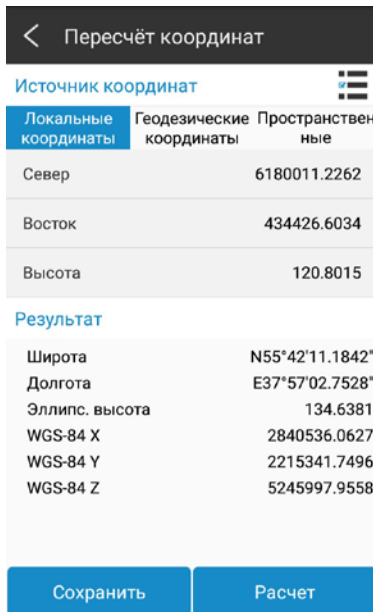 Пересчёт координат
Источник координат
Локальные координаты
Геодезические координаты
Пространствен ные
Север 6180011.2262
Восток 434426.6034
Высота 120.8015
Результат
Широта N55°42'11.1842"
Долгота E37°57'02.7528"
Эллипс. высота 134.6381
WGS-84 X 2840536.0627
WGS-84 Y 2215341.7496
WGS-84 Z 5245997.9558
Сохранить Расчет